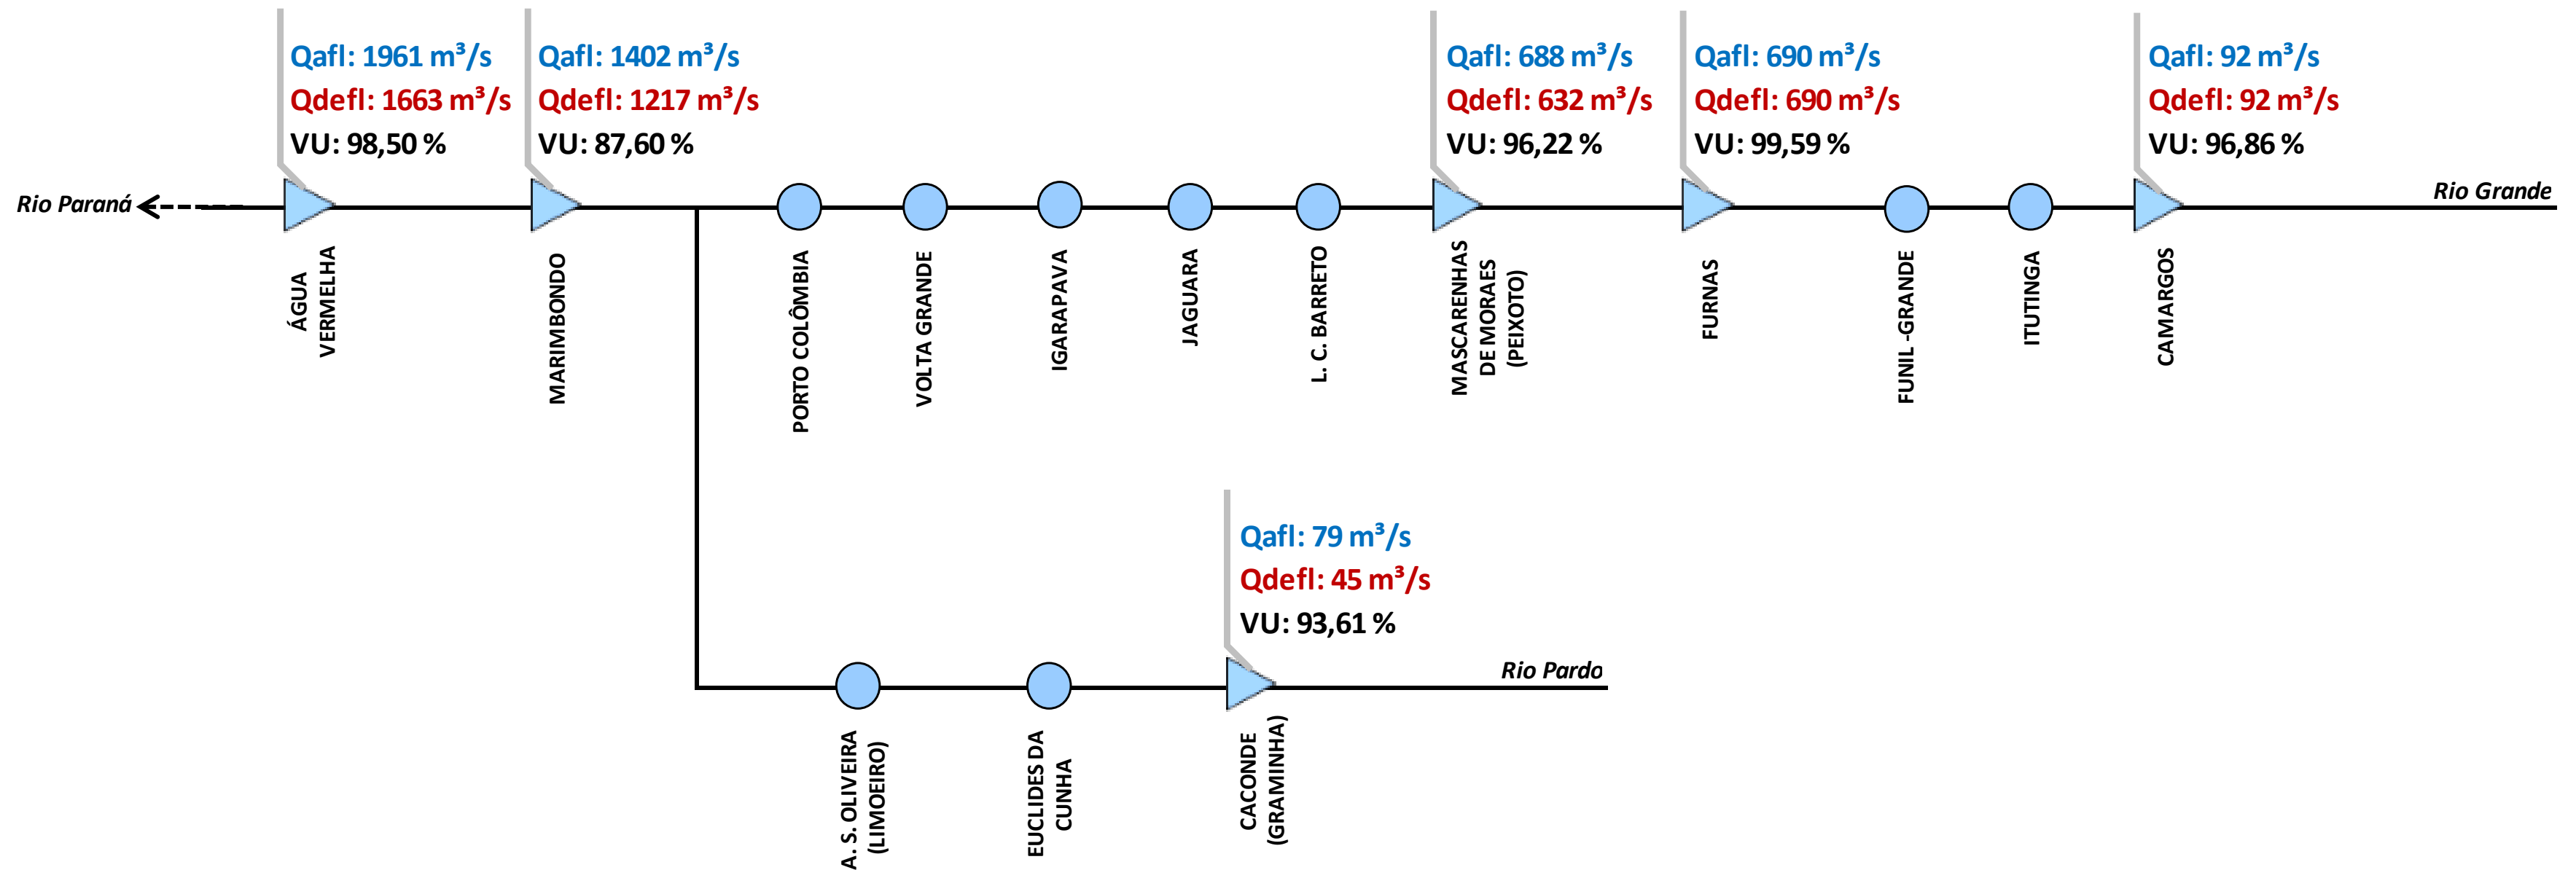 Qafl: 1961 m³/s
Qdefl: 1663 m³/s
VU: 98,50 %
Qafl: 1402 m³/s
Qdefl: 1217 m³/s
VU: 87,60 %
Qafl: 688 m³/s
Qdefl: 632 m³/s
VU: 96,22 %
Qafl: 690 m³/s
Qdefl: 690 m³/s
VU: 99,59 %
Qafl: 92 m³/s
Qdefl: 92 m³/s
VU: 96,86 %
Rio Paraná
Rio Grande
ÁGUA
VERMELHA
MARIMBONDO
PORTO COLÔMBIA
VOLTA GRANDE
IGARAPAVA
JAGUARA
L. C. BARRETO
MASCARENHAS
DE MORAES
(PEIXOTO)
FURNAS
FUNIL -GRANDE
ITUTINGA
CAMARGOS
Qafl: 79 m³/s
Qdefl: 45 m³/s
VU: 93,61 %
Rio Pardo
A. S. OLIVEIRA
(LIMOEIRO)
EUCLIDES DA
CUNHA
CACONDE
(GRAMINHA)